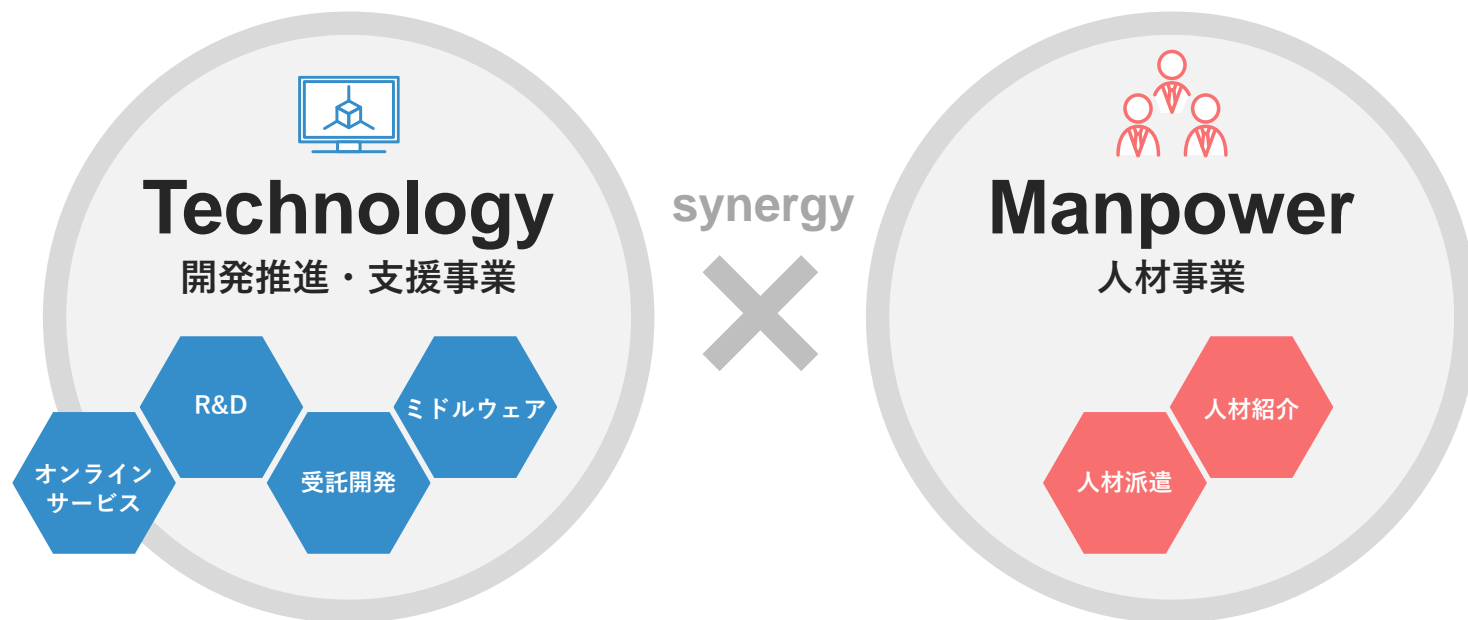 Technology
開発推進・支援事業
R&D
ミドルウェア
オンライン
サービス
受託開発
synergy
Manpower
人材事業
人材紹介
人材派遣